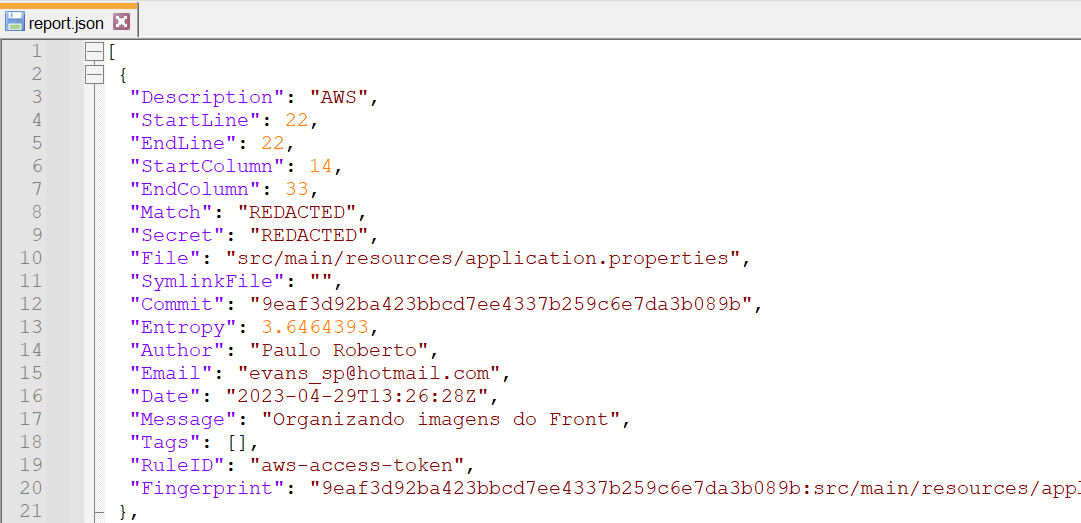 report.json
1 [
2 {
3 "Description": "AWS",
4 "StartLine": 22,
5 "EndLine": 22,
6 "StartColumn": 14,
7 "EndColumn": 33,
8 "Match": "REDACTED",
9 "Secret": "REDACTED",
10 "File": "src/main/resources/application.properties",
11 "SymlinkFile": "",
12 "Commit": "9eaf3d92ba423bbcd7ee4337b259c6e7da3b089b",
13 "Entropy": 3.6464393,
14 "Author": "Paulo Roberto",
15 "Email": "evans_sp@hotmail.com",
16 "Date": "2023-04-29T13:26:28Z",
17 "Message": "Organizando imagens do Front",
18 "Tags": [],
19 "RuleID": "aws-access-token",
20 "Fingerprint": "9eaf3d92ba423bbcd7ee4337b259c6e7da3b089b:src/main/resources/appl
21 },